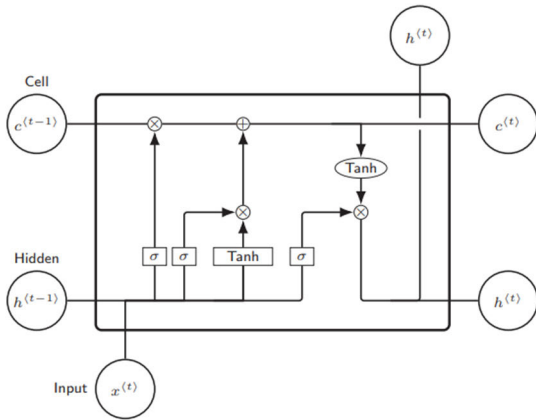 h⟨t⟩
Cell
c⟨t−1⟩ × + c⟨t⟩
Tanh
× ×
σ σ Tanh σ
Hidden
h⟨t−1⟩ h⟨t⟩
Input x⟨t⟩